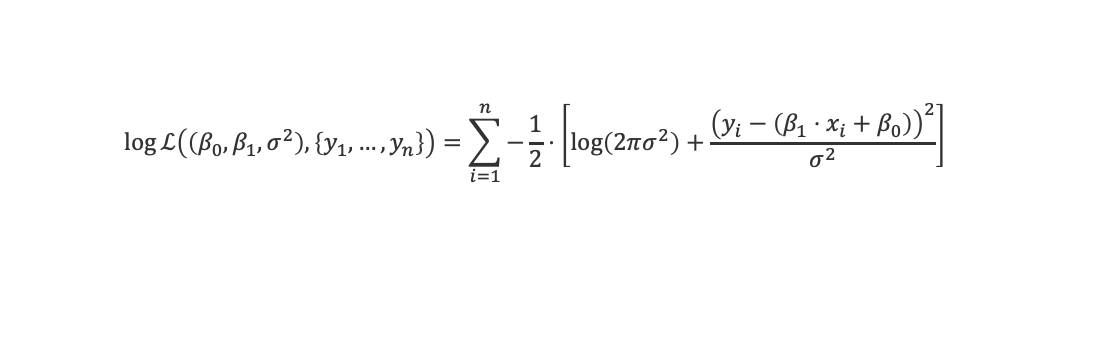 log ℒ((β₀, β₁, σ²), {y₁, … , yₙ}) = ∑ᵢ₌₁ⁿ −1/2 · [log(2πσ²) + (yᵢ − (β₁ · xᵢ + β₀))² / σ²]